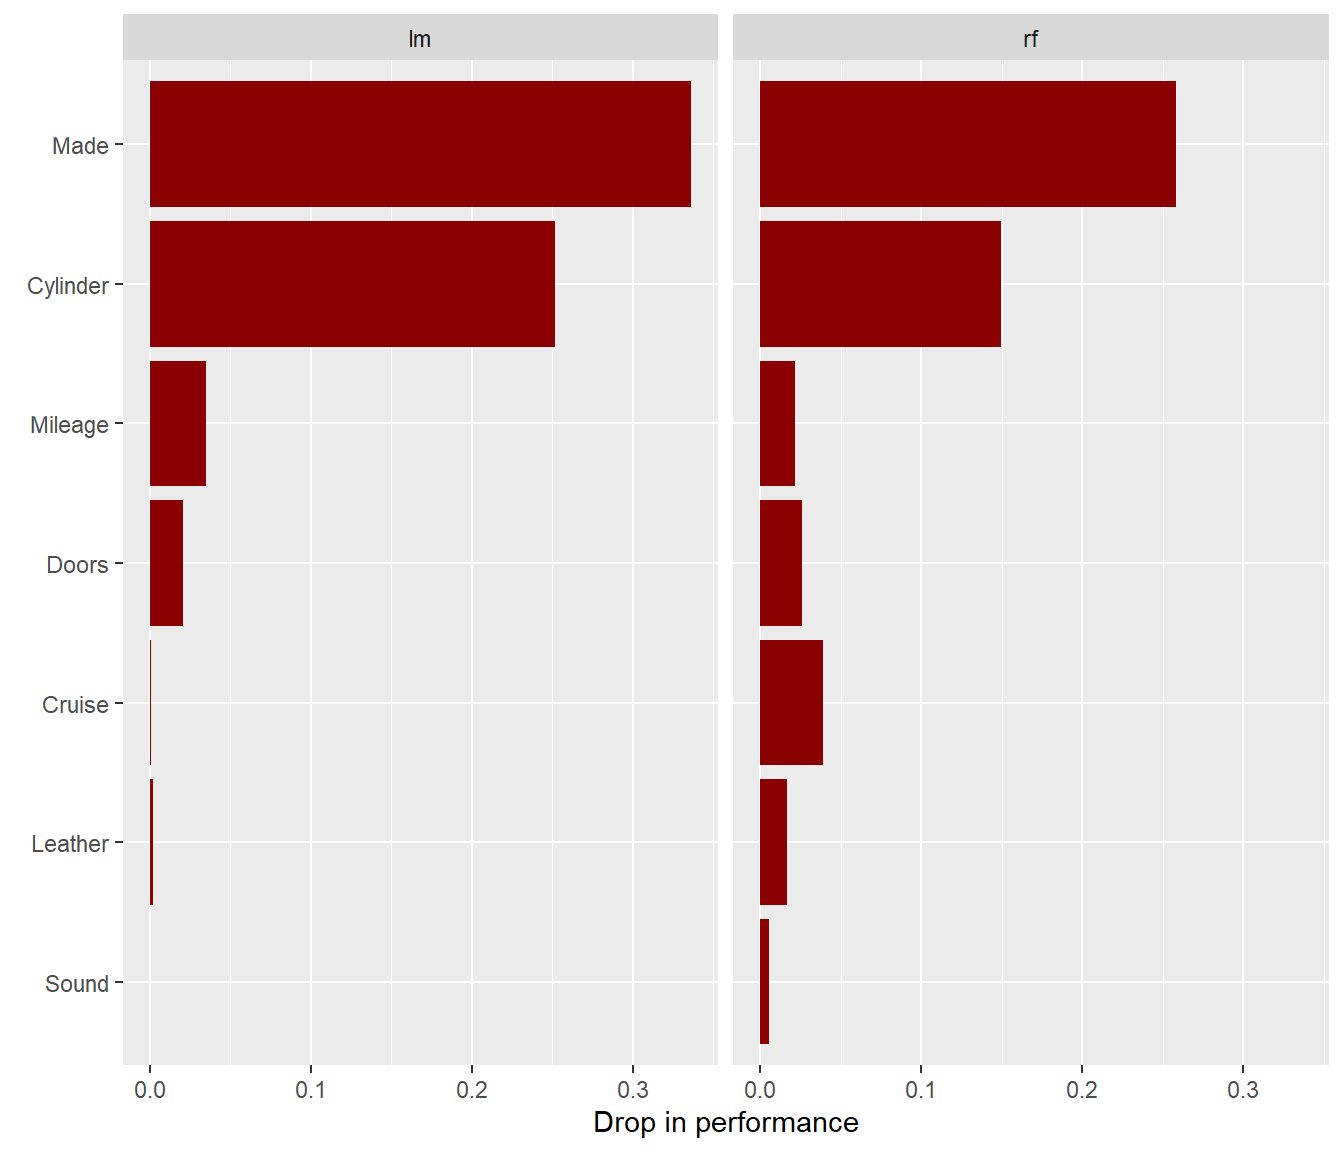 lm rf
Made
Cylinder
Mileage
Doors
Cruise
Leather
Sound
0.0 0.1 0.2 0.3 0.0 0.1 0.2 0.3
Drop in performance